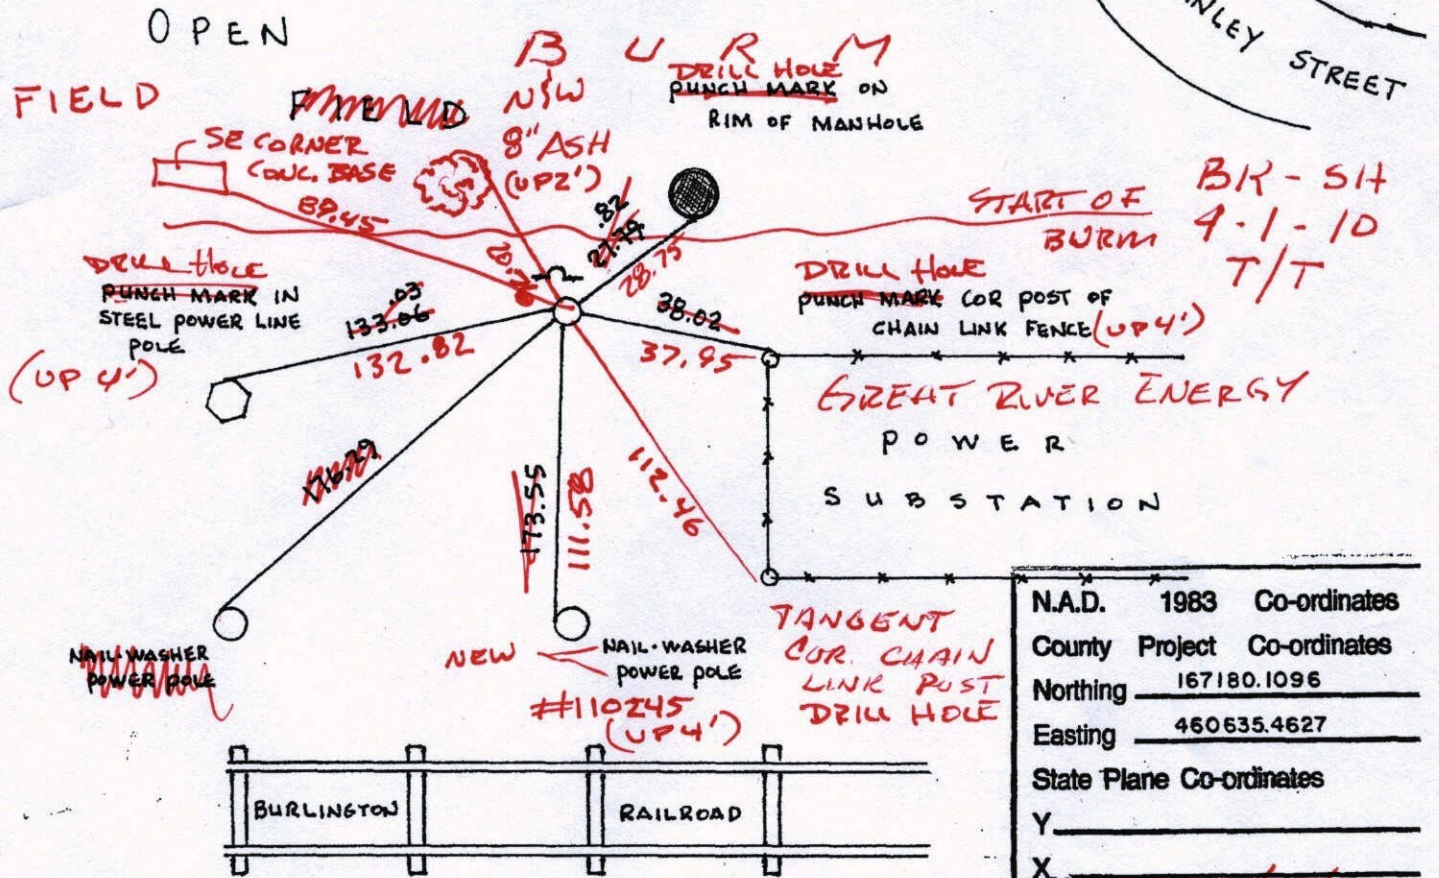 OPEN
B U R M
NLEY STREET
FIELD
FIELD
N&W
8" ASH
(UP2')
DRILL HOLE
PUNCH MARK ON
RIM OF MANHOLE
SE CORNER
CONC. BASE
BK - SH
4-1-10
T/T
START OF
BURM
89.45
.82
27.79
28.75
DRILL HOLE
PUNCH MARK IN
STEEL POWER LINE
POLE
(UP 4')
.03
133.06
132.82
38.02
37.95
DRILL HOLE
PUNCH MARK COR POST OF
CHAIN LINK FENCE (UP 4')
GREAT RIVER ENERGY
POWER
SUBSTATION
173.55
111.58
112.46
NAIL-WASHER
POWER POLE
NEW
NAIL-WASHER
POWER POLE
#110245
(UP4')
TANGENT
COR. CHAIN
LINK POST
DRILL HOLE
BURLINGTON RAILROAD
N.A.D. 1983 Co-ordinates
County Project Co-ordinates
Northing 167180.1096
Easting 460635.4627
State Plane Co-ordinates
Y
X